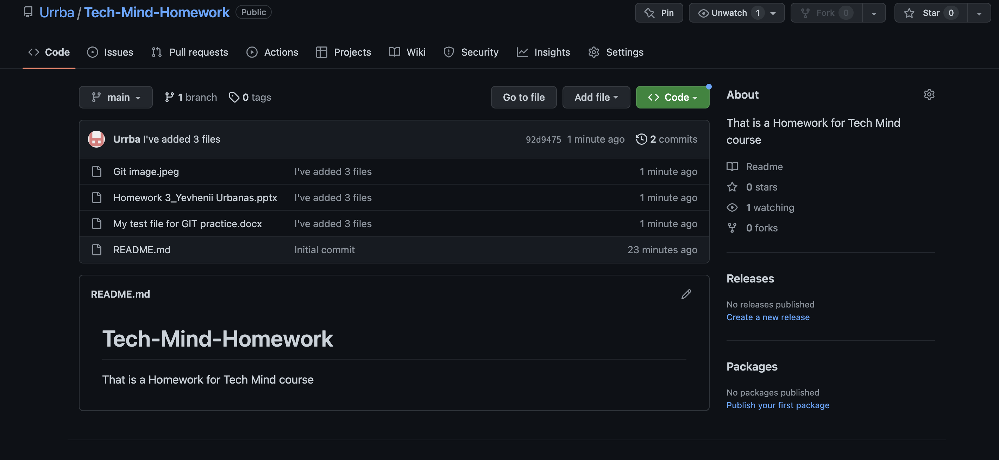 Urrba / Tech-Mind-Homework Public
Pin Unwatch 1 Fork 0 Star 0
Code Issues Pull requests Actions Projects Wiki Security Insights Settings
main 1 branch 0 tags Go to file Add file Code
Urrba I've added 3 files 92d9475 1 minute ago 2 commits
Git image.jpeg I've added 3 files 1 minute ago
Homework 3_Yevhenii Urbanas.pptx I've added 3 files 1 minute ago
My test file for GIT practice.docx I've added 3 files 1 minute ago
README.md Initial commit 23 minutes ago
README.md
Tech-Mind-Homework
That is a Homework for Tech Mind course
About
That is a Homework for Tech Mind
course
Readme
0 stars
1 watching
0 forks
Releases
No releases published
Create a new release
Packages
No packages published
Publish your first package